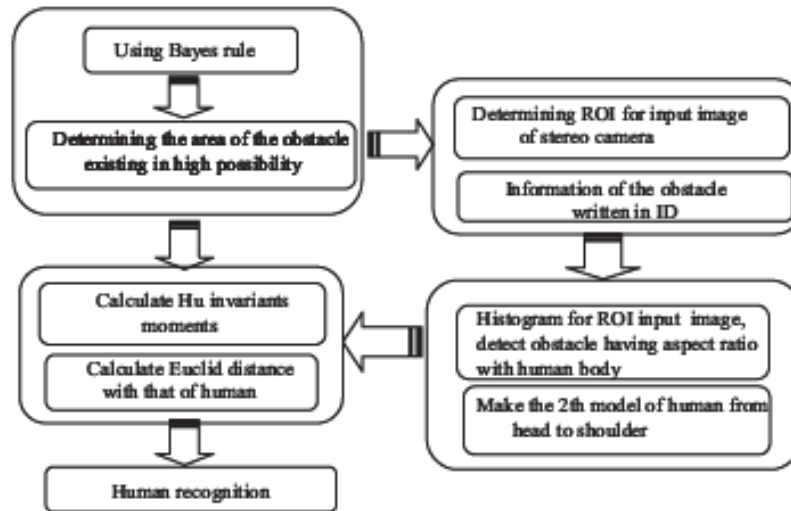 Using Bayes rule
Determining the area of the obstacle
existing in high possibility
Determining ROI for input image
of stereo camera
Information of the obstacle
written in ID
Histogram for ROI input image,
detect obstacle having aspect ratio
with human body
Make the 2th model of human from
head to shoulder
Calculate Hu invariants
moments
Calculate Euclid distance
with that of human
Human recognition